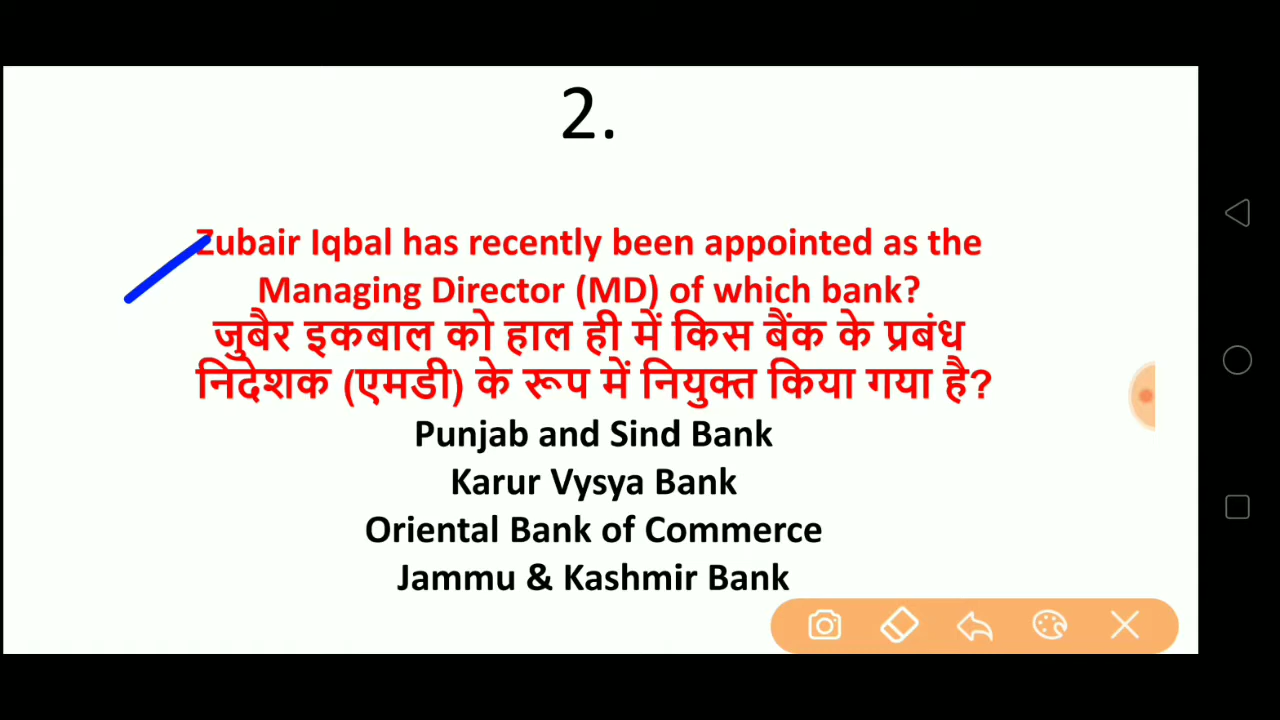 2.
Zubair Iqbal has recently been appointed as the
Managing Director (MD) of which bank?
जुबैर इकबाल को हाल ही में किस बैंक के प्रबंध
निदेशक (एमडी) के रूप में नियुक्त किया गया है?
Punjab and Sind Bank
Karur Vysya Bank
Oriental Bank of Commerce
Jammu & Kashmir Bank